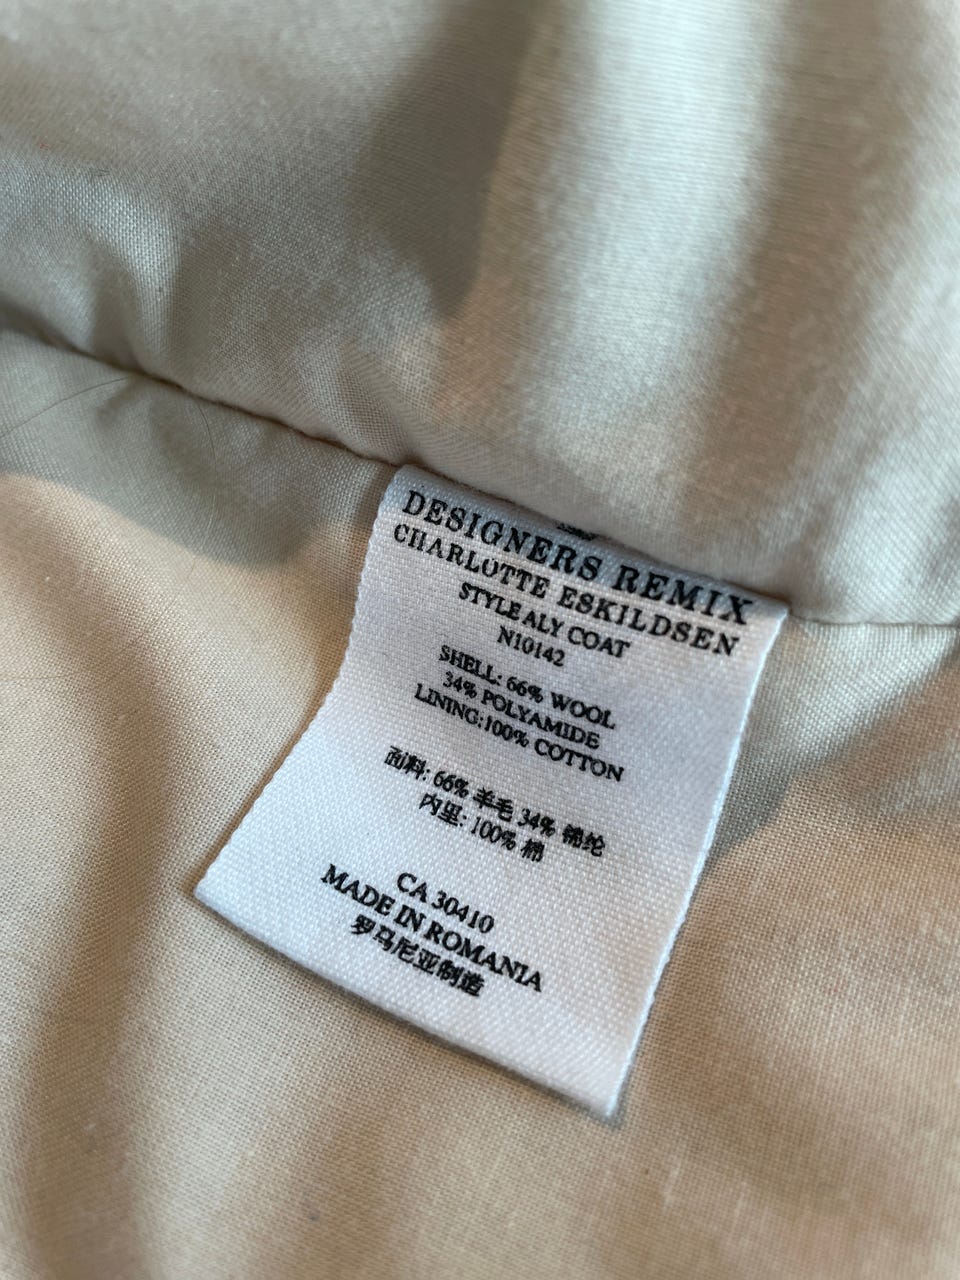 DESIGNERS REMIX
CHARLOTTE ESKILDSEN
STYLE ALY COAT
N10142
SHELL: 66% WOOL
34% POLYAMIDE
LINING:100% COTTON
面料: 66% 羊毛 34% 锦纶
内里: 100% 棉
CA 30410
MADE IN ROMANIA
罗马尼亚制造